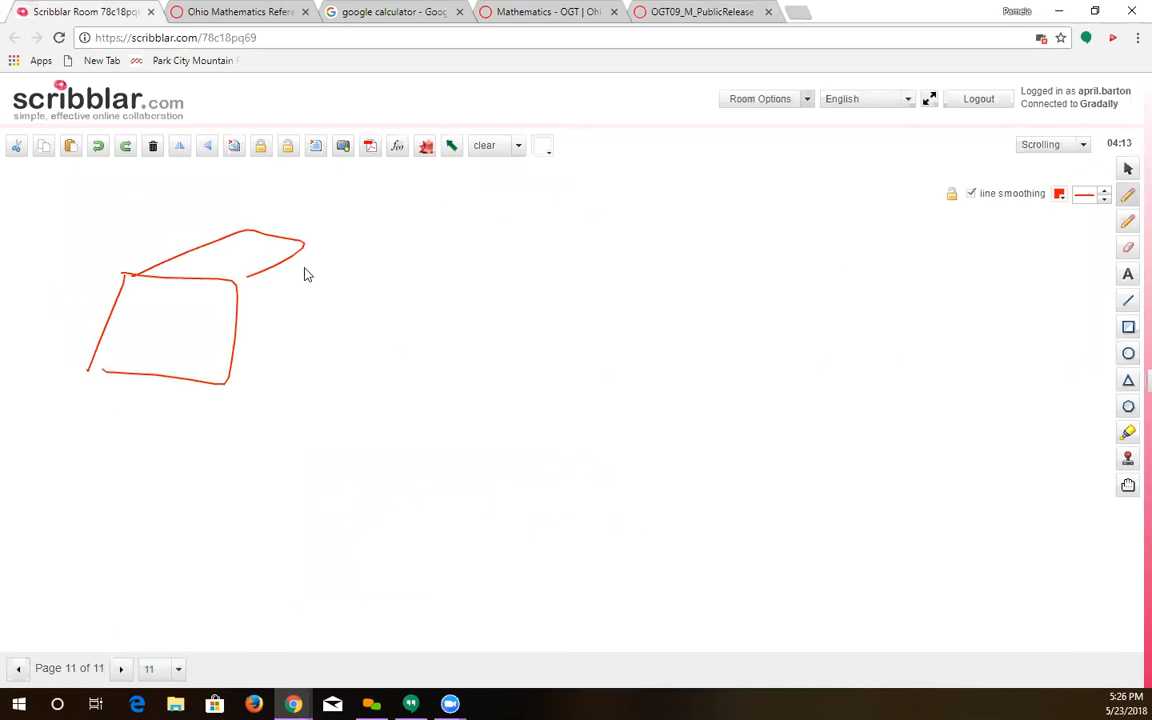 Scribblar Room 78c18pq
Ohio Mathematics Refere
google calculator - Goog
Mathematics - OGT | Ohi
OGT09_M_PublicRelease
Pamela
https://scribblar.com/78c18pq69
Apps
New Tab
Park City Mountain
scribblar.com
simple, effective online collaboration
Room Options
English
Logout
Logged in as april.barton
Connected to Gradally
clear
Scrolling
04:13
line smoothing
A
Page 11 of 11
11
5:26 PM
5/23/2018